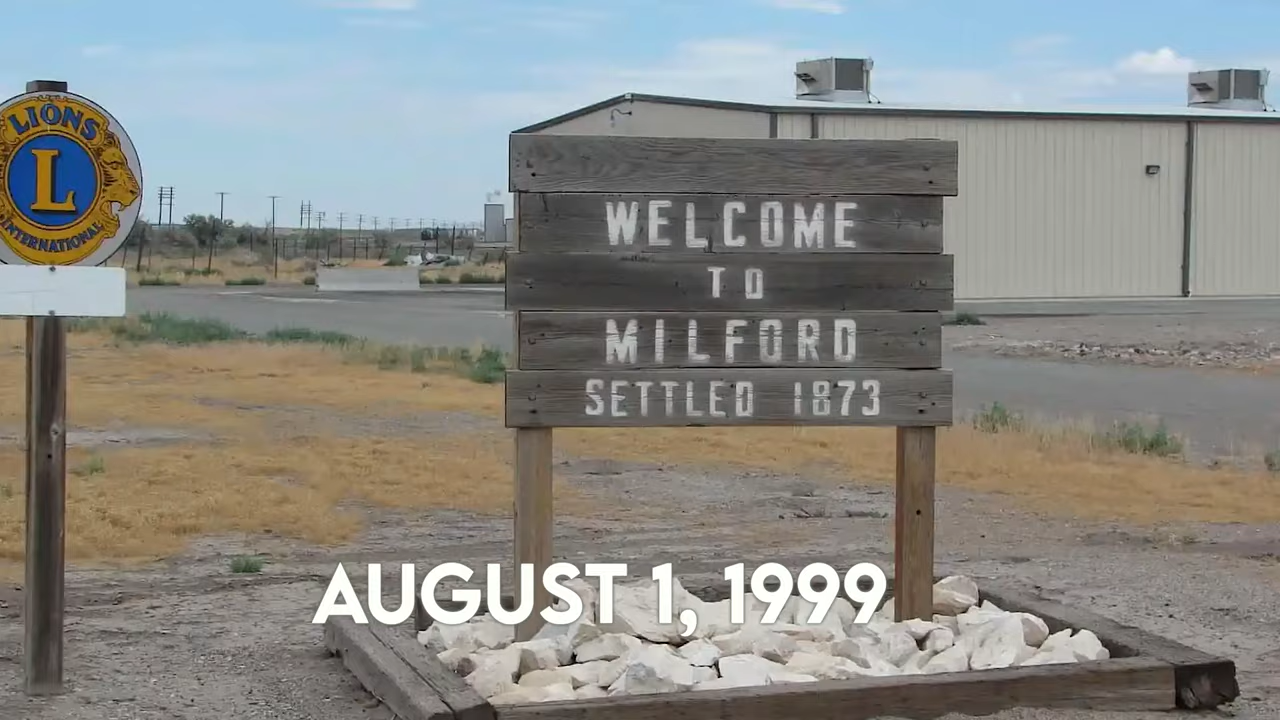 LIONS
L
INTERNATIONAL
WELCOME
TO
MILFORD
SETTLED 1873
AUGUST 1, 1999